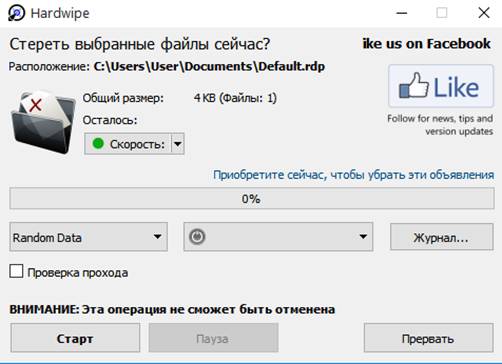 Hardwipe
Стереть выбранные файлы сейчас?
ike us on Facebook
Расположение: C:\Users\User\Documents\Default.rdp
Like
Общий размер: 4 KB (Файлы: 1)
Осталось:
Скорость:
Follow for news, tips and
version updates
Приобретите сейчас, чтобы убрать эти объявления
0%
Random Data
Журнал...
Проверка прохода
ВНИМАНИЕ: Эта операция не сможет быть отменена
Старт
Пауза
Прервать